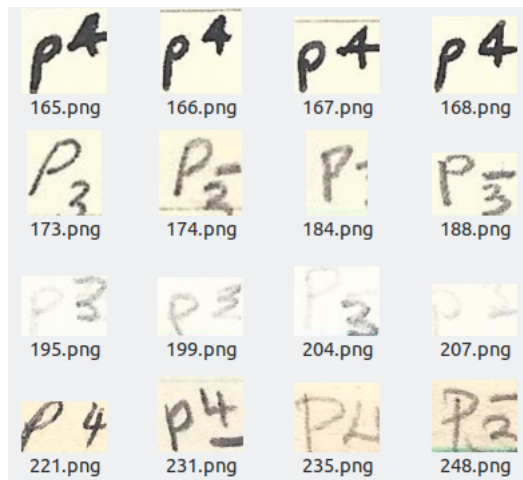 p4 p4 p4 p4
165.png 166.png 167.png 168.png
P3 P2 P P3
173.png 174.png 184.png 188.png
p3 p3 P3 p3
195.png 199.png 204.png 207.png
P4 p4 P4 P2
221.png 231.png 235.png 248.png